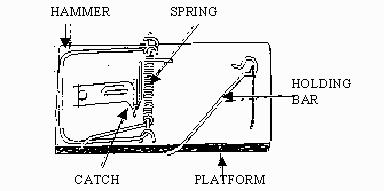 HAMMER
SPRING
HOLDING
BAR
CATCH
PLATFORM